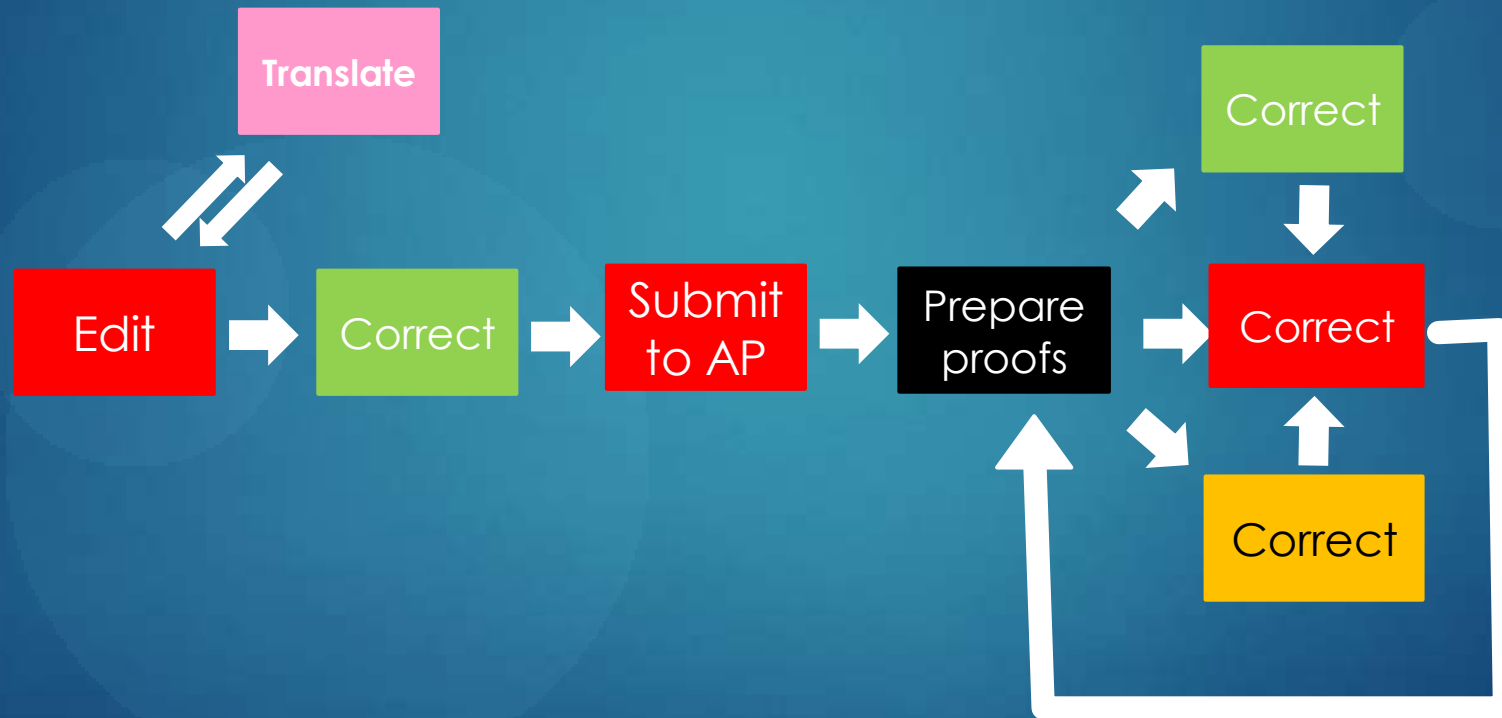 Translate
Correct
Edit
Correct
Submit
to AP
Prepare
proofs
Correct
Correct